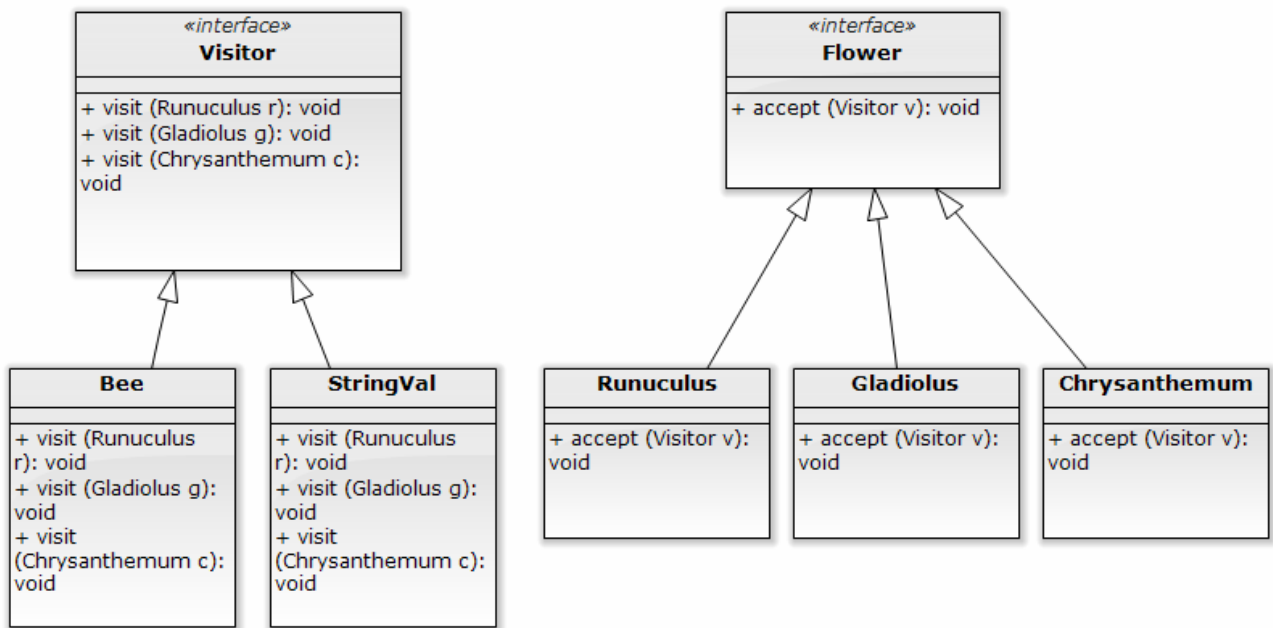 «interface»
Visitor
+ visit (Runuculus r): void
+ visit (Gladiolus g): void
+ visit (Chrysanthemum c):
void
«interface»
Flower
+ accept (Visitor v): void
Bee
+ visit (Runuculus
r): void
+ visit (Gladiolus g):
void
+ visit
(Chrysanthemum c):
void
StringVal
+ visit (Runuculus
r): void
+ visit (Gladiolus g):
void
+ visit
(Chrysanthemum c):
void
Runuculus
+ accept (Visitor v):
void
Gladiolus
+ accept (Visitor v):
void
Chrysanthemum
+ accept (Visitor v):
void